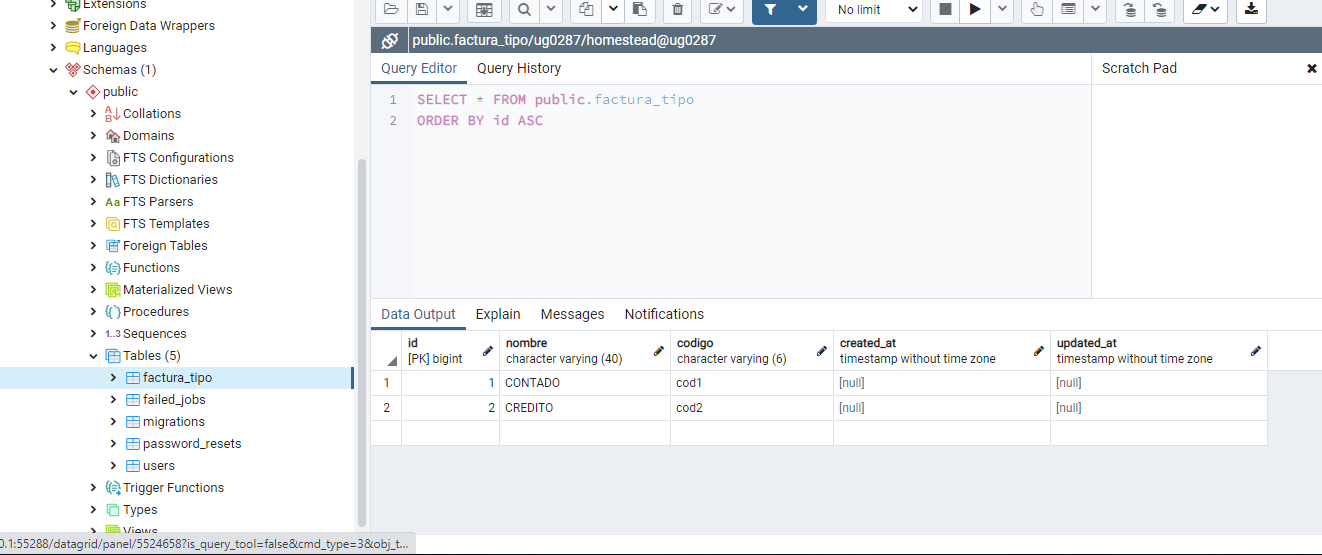 Extensions
Foreign Data Wrappers
Languages
Schemas (1)
public
Collations
Domains
FTS Configurations
FTS Dictionaries
Aa FTS Parsers
FTS Templates
Foreign Tables
Functions
Materialized Views
Procedures
1..3 Sequences
Tables (5)
factura_tipo
failed_jobs
migrations
password_resets
users
Trigger Functions
Types
Views
0.1:55288/datagrid/panel/5524658?is_query_tool=false&cmd_type=3&obj_t...
No limit
public.factura_tipo/ug0287/homestead@ug0287
Query Editor Query History
Scratch Pad
1 SELECT * FROM public.factura_tipo
2 ORDER BY id ASC
Data Output Explain Messages Notifications
id nombre codigo created_at updated_at
[PK] bigint character varying (40) character varying (6) timestamp without time zone timestamp without time zone
1 1 CONTADO cod1 [null] [null]
2 2 CREDITO cod2 [null] [null]